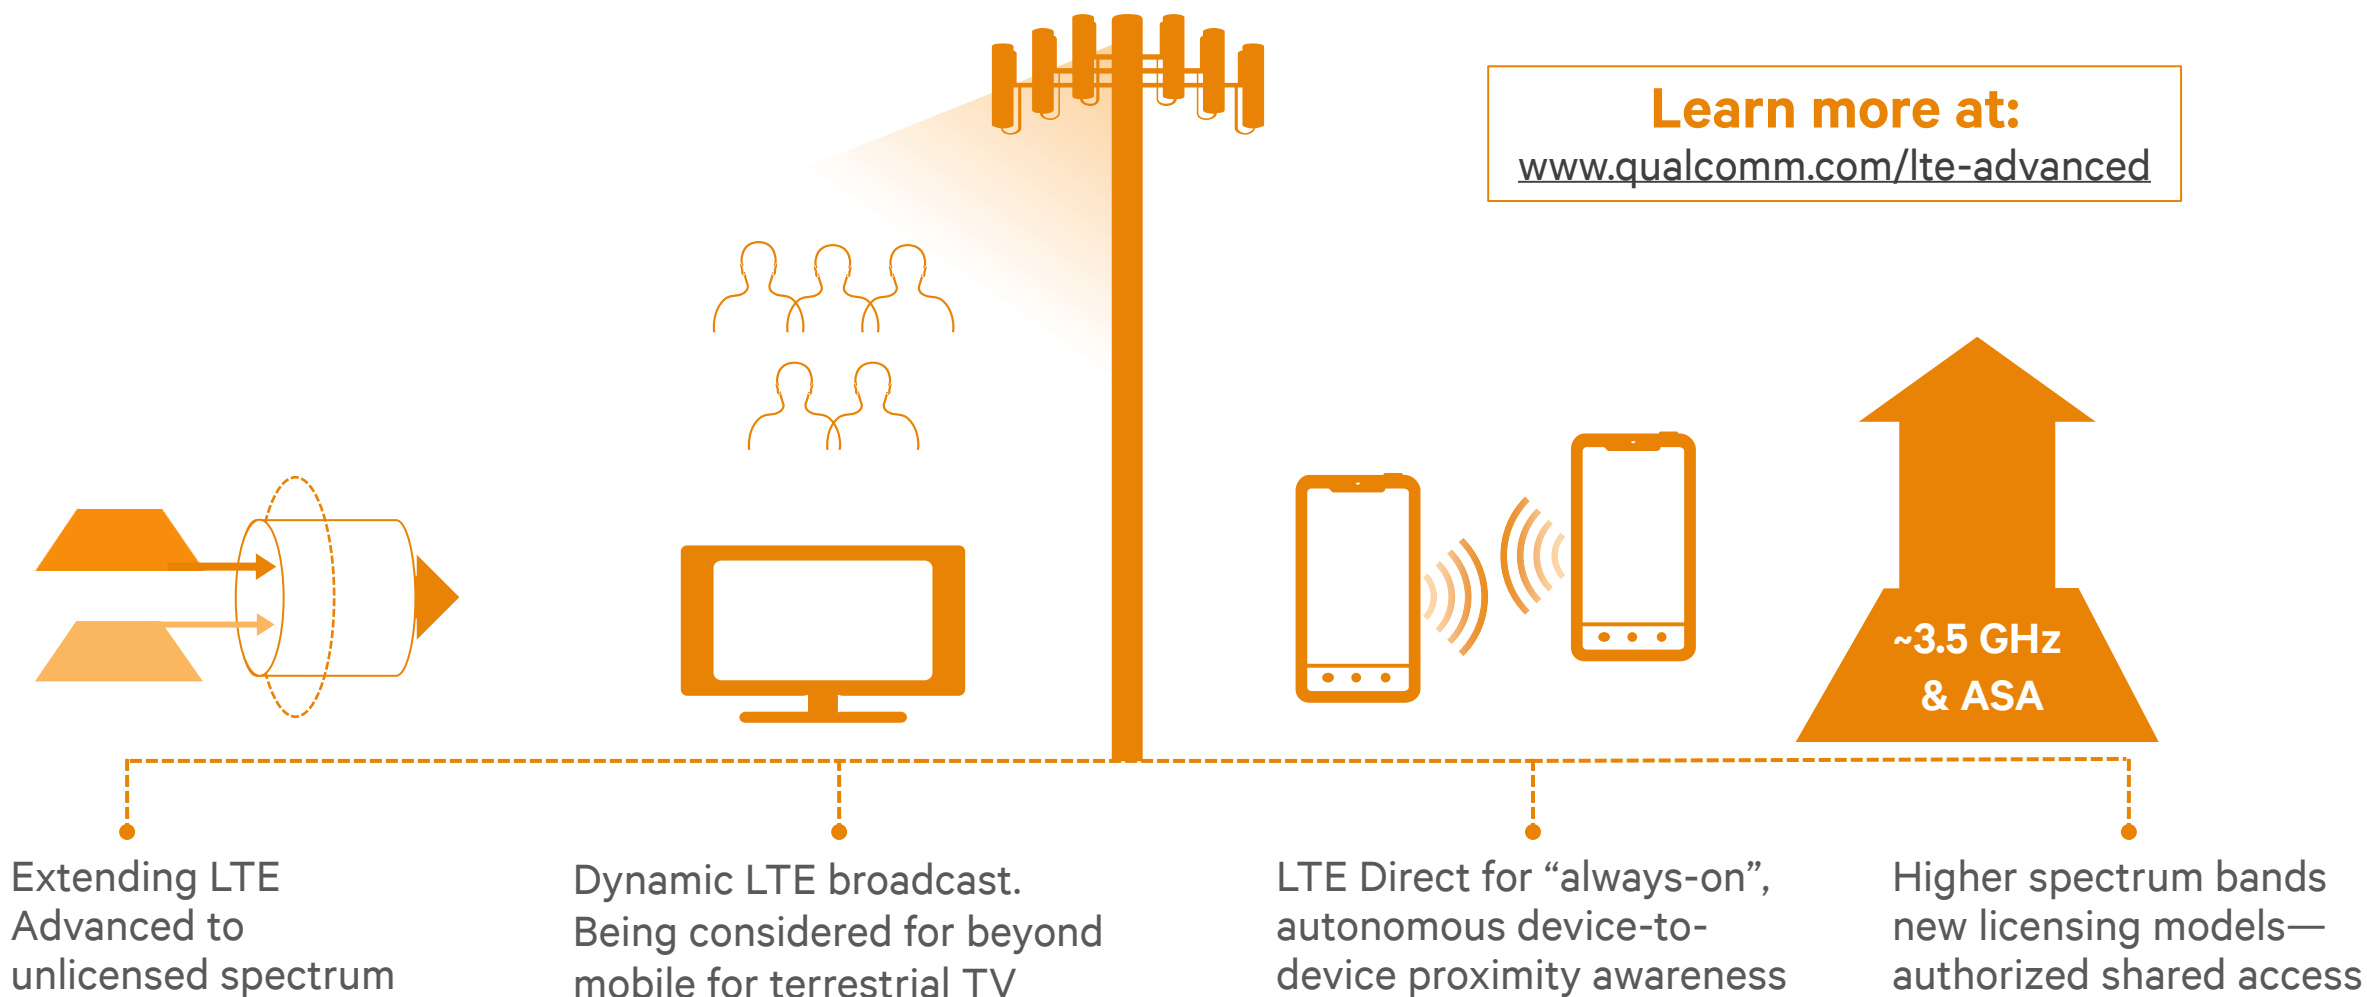 Learn more at:
www.qualcomm.com/lte-advanced
~3.5 GHz
& ASA
Extending LTE
Advanced to
unlicensed spectrum
Dynamic LTE broadcast.
Being considered for beyond
mobile for terrestrial TV
LTE Direct for “always-on”,
autonomous device-to-
device proximity awareness
Higher spectrum bands
new licensing models—
authorized shared access